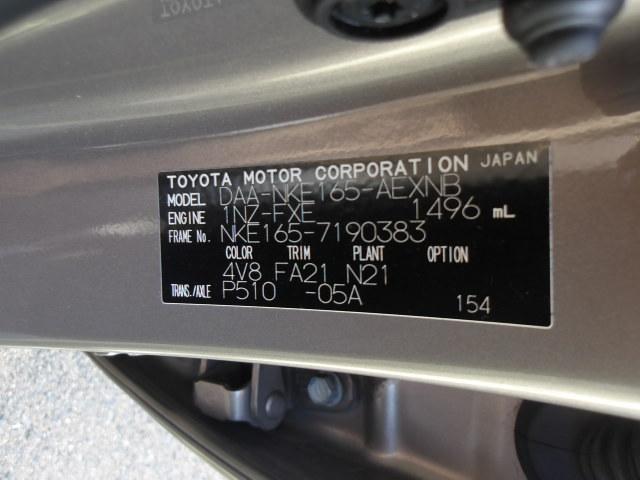 TOYOTA
TOYOTA MOTOR CORPORATION JAPAN
MODEL DAA-NKE165-AEXNB
ENGINE 1NZ-FXE 1496 mL
FRAME No. NKE165-7190383
COLOR TRIM PLANT OPTION
4V8 FA21 N21
TRANS./AXLE P510 -05A
154